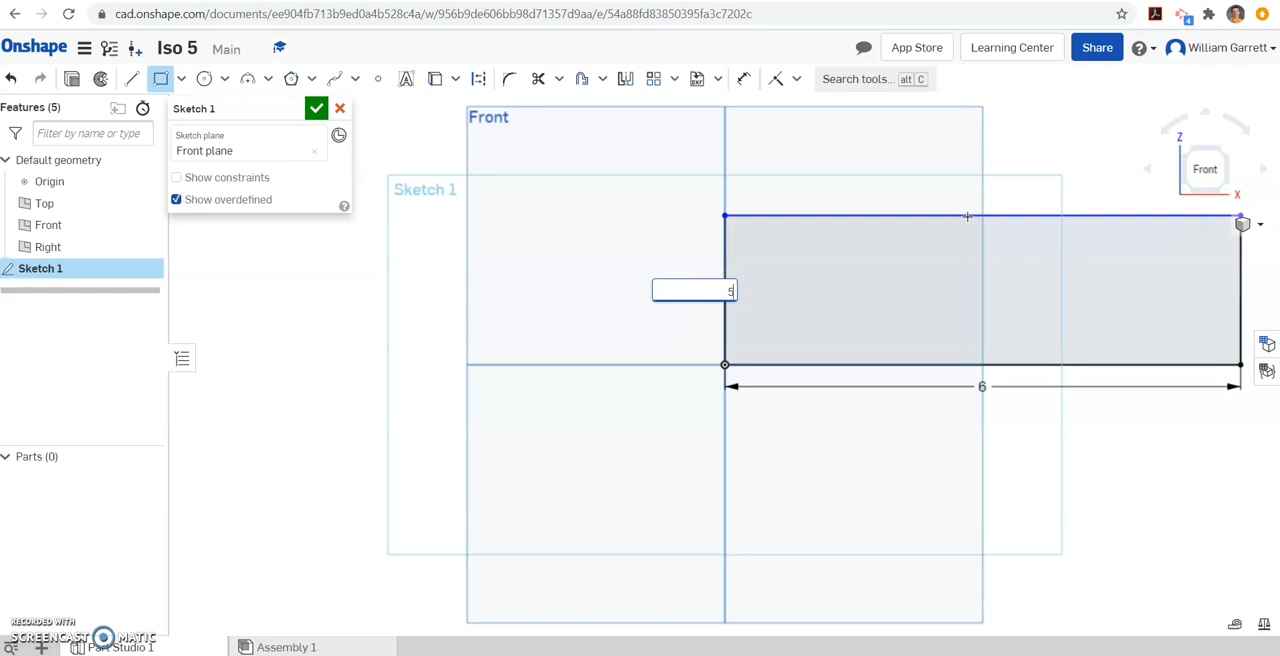 cad.onshape.com/documents/ee904fb713b9ed0a4b528c4a/w/956b9de606bb98d71357d9aa/e/54a88fd83850395fa3c7202c
4
Onshape
Iso 5
Main
App Store
Learning Center
Share
William Garrett
Search tools...
alt
C
Features (5)
Filter by name or type
Default geometry
Origin
Top
Front
Right
Sketch 1
Parts (0)
Sketch 1
Sketch plane
Front plane
Show constraints
Show overdefined
Front
Sketch 1
5
6
Z
Front
X
RECORDED WITH
SCREENCAST MATIC
Part Studio 1
Assembly 1